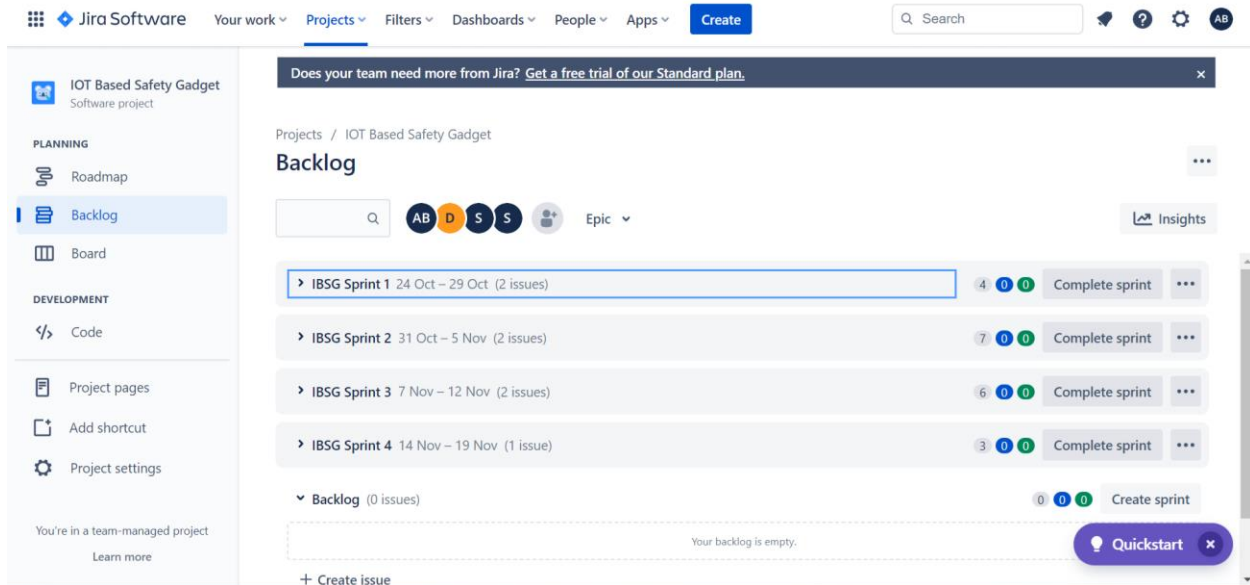 Jira Software Your work Projects Filters Dashboards People Apps Create Search AB
Does your team need more from Jira? Get a free trial of our Standard plan.
IOT Based Safety Gadget
Software project
PLANNING
Roadmap
Backlog
Board
DEVELOPMENT
Code
Project pages
Add shortcut
Project settings
You're in a team-managed project
Learn more
Projects / IOT Based Safety Gadget
Backlog
AB D S S Epic Insights
IBSG Sprint 1 24 Oct – 29 Oct (2 issues) 4 0 0 Complete sprint
IBSG Sprint 2 31 Oct – 5 Nov (2 issues) 7 0 0 Complete sprint
IBSG Sprint 3 7 Nov – 12 Nov (2 issues) 6 0 0 Complete sprint
IBSG Sprint 4 14 Nov – 19 Nov (1 issue) 3 0 0 Complete sprint
Backlog (0 issues) 0 0 0 Create sprint
Your backlog is empty.
Quickstart
+ Create issue